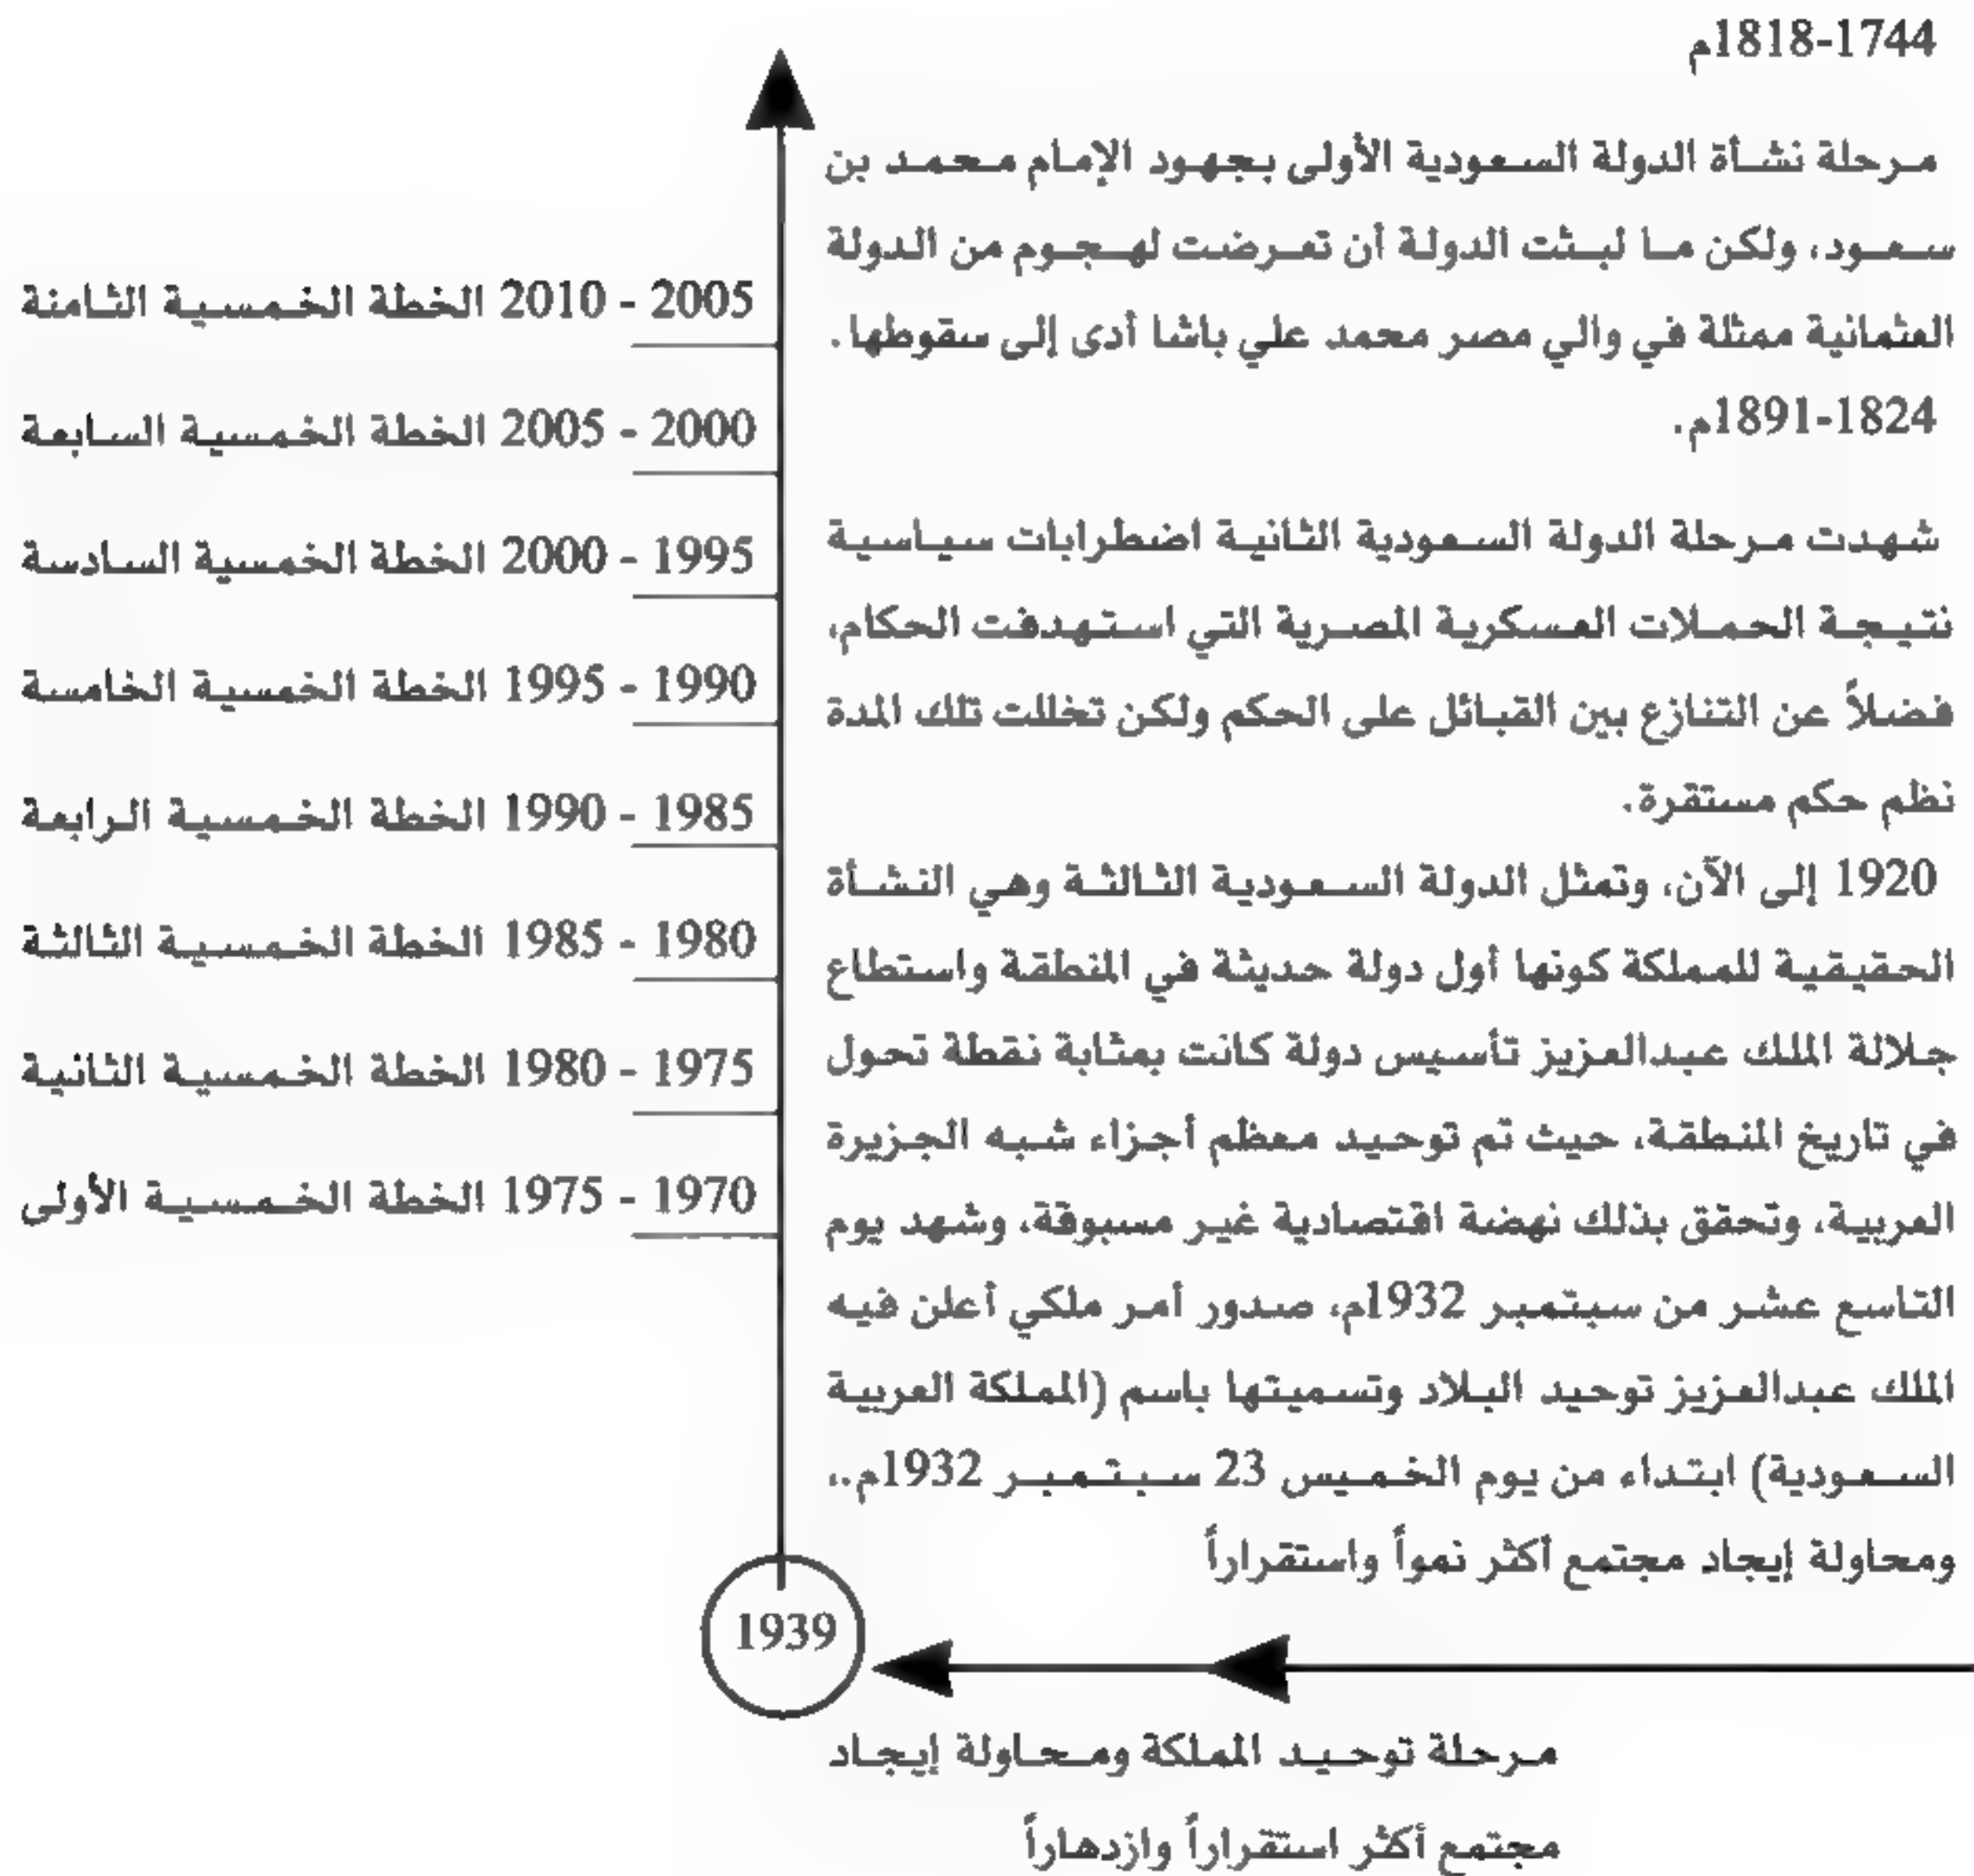 1744-1818م
مرحلة نشأة الدولة السعودية الأولى بجهود الإمام محمد بن
سعود، ولكن ما لبثت الدولة أن تعرضت لهجوم من الدولة
العثمانية ممثلة في والي مصر محمد علي باشا أدى إلى سقوطها.
1824-1891م.
شهدت مرحلة الدولة السعودية الثانية اضطرابات سياسية
نتيجة الحملات العسكرية المصرية التي استهدفت الحكام،
فضلاً عن التنازع بين القبائل على الحكم ولكن تخللت تلك المدة
نظم حكم مستقرة.
1920 إلى الآن، وتمثل الدولة السعودية الثالثة وهي النشأة
الحقيقية للمملكة كونها أول دولة حديثة في المنطقة واستطاع
جلالة الملك عبدالعزيز تأسيس دولة كانت بمثابة نقطة تحول
في تاريخ المنطقة، حيث تم توحيد معظم أجزاء شبه الجزيرة
العربية، وتحقق بذلك نهضة اقتصادية غير مسبوقة، وشهد يوم
التاسع عشر من سبتمبر 1932م، صدور أمر ملكي أعلن فيه
الملك عبدالعزيز توحيد البلاد وتسميتها باسم (المملكة العربية
السعودية) ابتداء من يوم الخميس 23 سبتمبر 1932م.،
ومحاولة إيجاد مجتمع أكثر نمواً واستقراراً
2005 - 2010 الخطة الخمسية الثامنة
2000 - 2005 الخطة الخمسية السابعة
1995 - 2000 الخطة الخمسية السادسة
1990 - 1995 الخطة الخمسية الخامسة
1985 - 1990 الخطة الخمسية الرابعة
1980 - 1985 الخطة الخمسية الثالثة
1975 - 1980 الخطة الخمسية الثانية
1970 - 1975 الخطة الخمسية الأولى
1939
مرحلة توحيد المملكة ومحاولة إيجاد
مجتمع أكثر استقراراً وازدهاراً